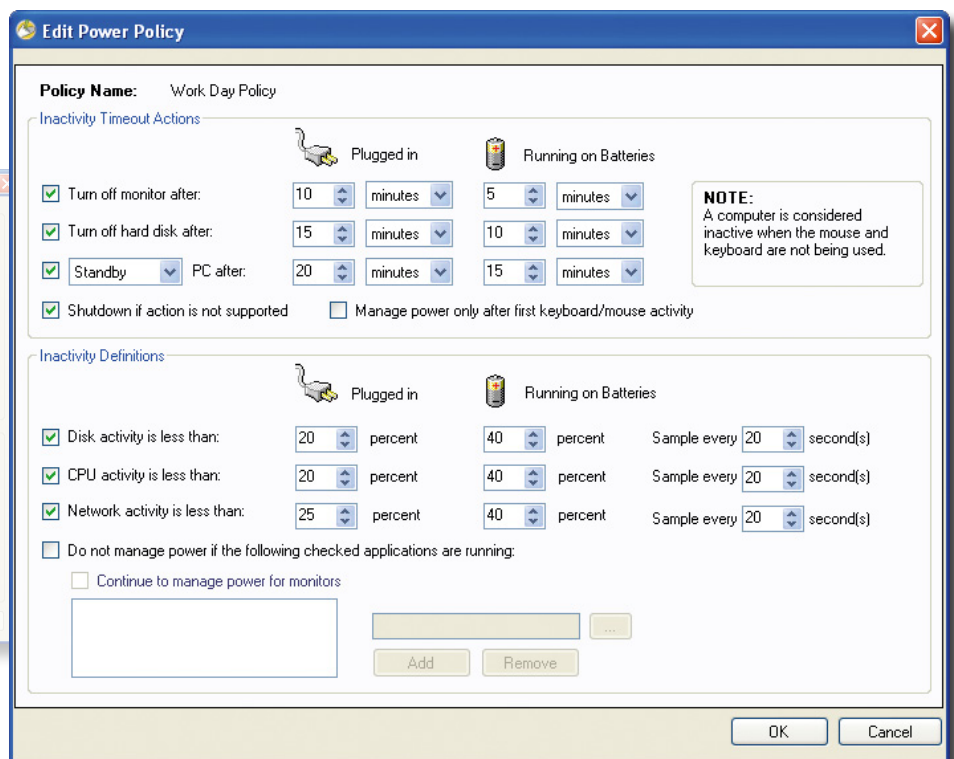 Edit Power Policy
Policy Name: Work Day Policy
Inactivity Timeout Actions
Plugged in Running on Batteries
Turn off monitor after: 10 minutes 5 minutes
Turn off hard disk after: 15 minutes 10 minutes
Standby PC after: 20 minutes 15 minutes
NOTE:
A computer is considered
inactive when the mouse and
keyboard are not being used.
Shutdown if action is not supported Manage power only after first keyboard/mouse activity
Inactivity Definitions
Plugged in Running on Batteries
Disk activity is less than: 20 percent 40 percent Sample every 20 second(s)
CPU activity is less than: 20 percent 40 percent Sample every 20 second(s)
Network activity is less than: 25 percent 40 percent Sample every 20 second(s)
Do not manage power if the following checked applications are running:
Continue to manage power for monitors
...
Add Remove
OK Cancel